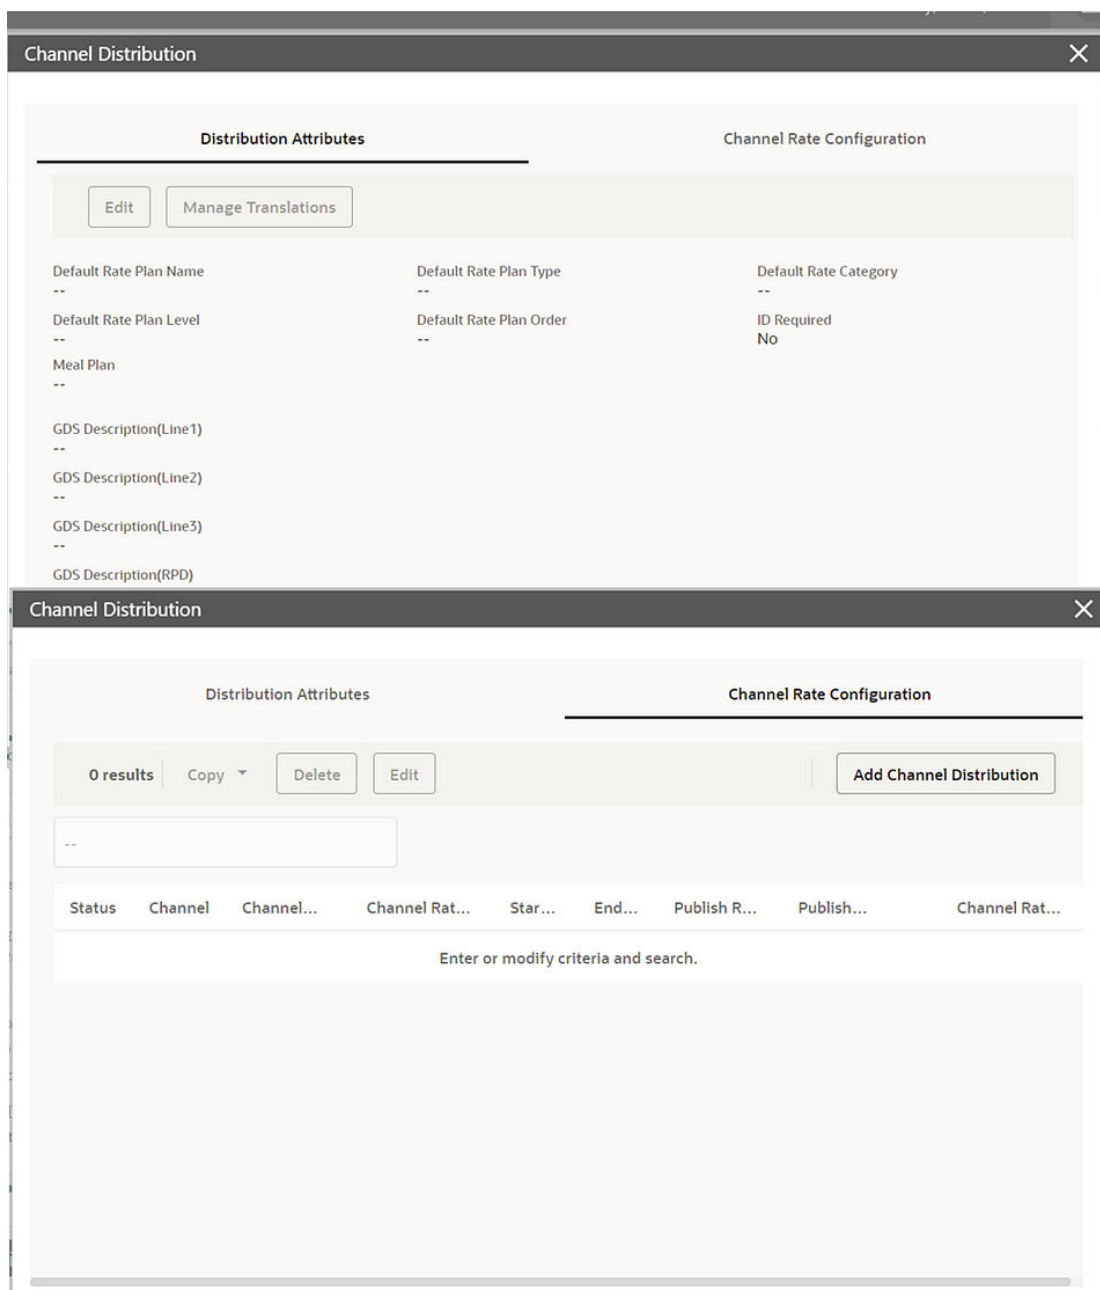 Channel Distribution
Distribution Attributes Channel Rate Configuration
Edit Manage Translations
Default Rate Plan Name Default Rate Plan Type Default Rate Category
-- -- --
Default Rate Plan Level Default Rate Plan Order ID Required
-- -- No
Meal Plan
--
GDS Description(Line1)
--
GDS Description(Line2)
--
GDS Description(Line3)
--
GDS Description(RPD)
Channel Distribution
Distribution Attributes Channel Rate Configuration
0 results Copy Delete Edit Add Channel Distribution
--
Status Channel Channel... Channel Rat... Star... End... Publish R... Publish... Channel Rat...
Enter or modify criteria and search.